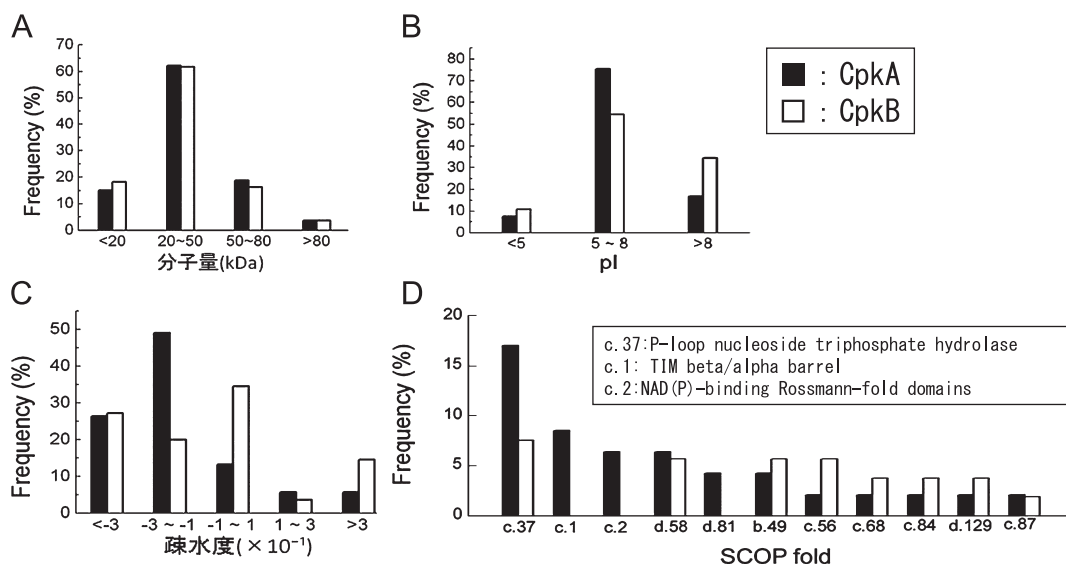 A
Frequency (%)
70
60
50
40
30
20
10
0
<20 20~50 50~80 >80
分子量(kDa)
B
Frequency (%)
80
70
60
50
40
30
20
10
0
<5 5 ~ 8 >8
pI
: CpkA
: CpkB
C
Frequency (%)
50
40
30
20
10
0
<-3 -3 ~ -1 -1 ~ 1 1 ~ 3 >3
疎水度(×10⁻¹)
D
Frequency (%)
20
15
10
5
0
c.37:P-loop nucleoside triphosphate hydrolase
c.1: TIM beta/alpha barrel
c.2:NAD(P)-binding Rossmann-fold domains
c.37 c.1 c.2 d.58 d.81 b.49 c.56 c.68 c.84 d.129 c.87
SCOP fold